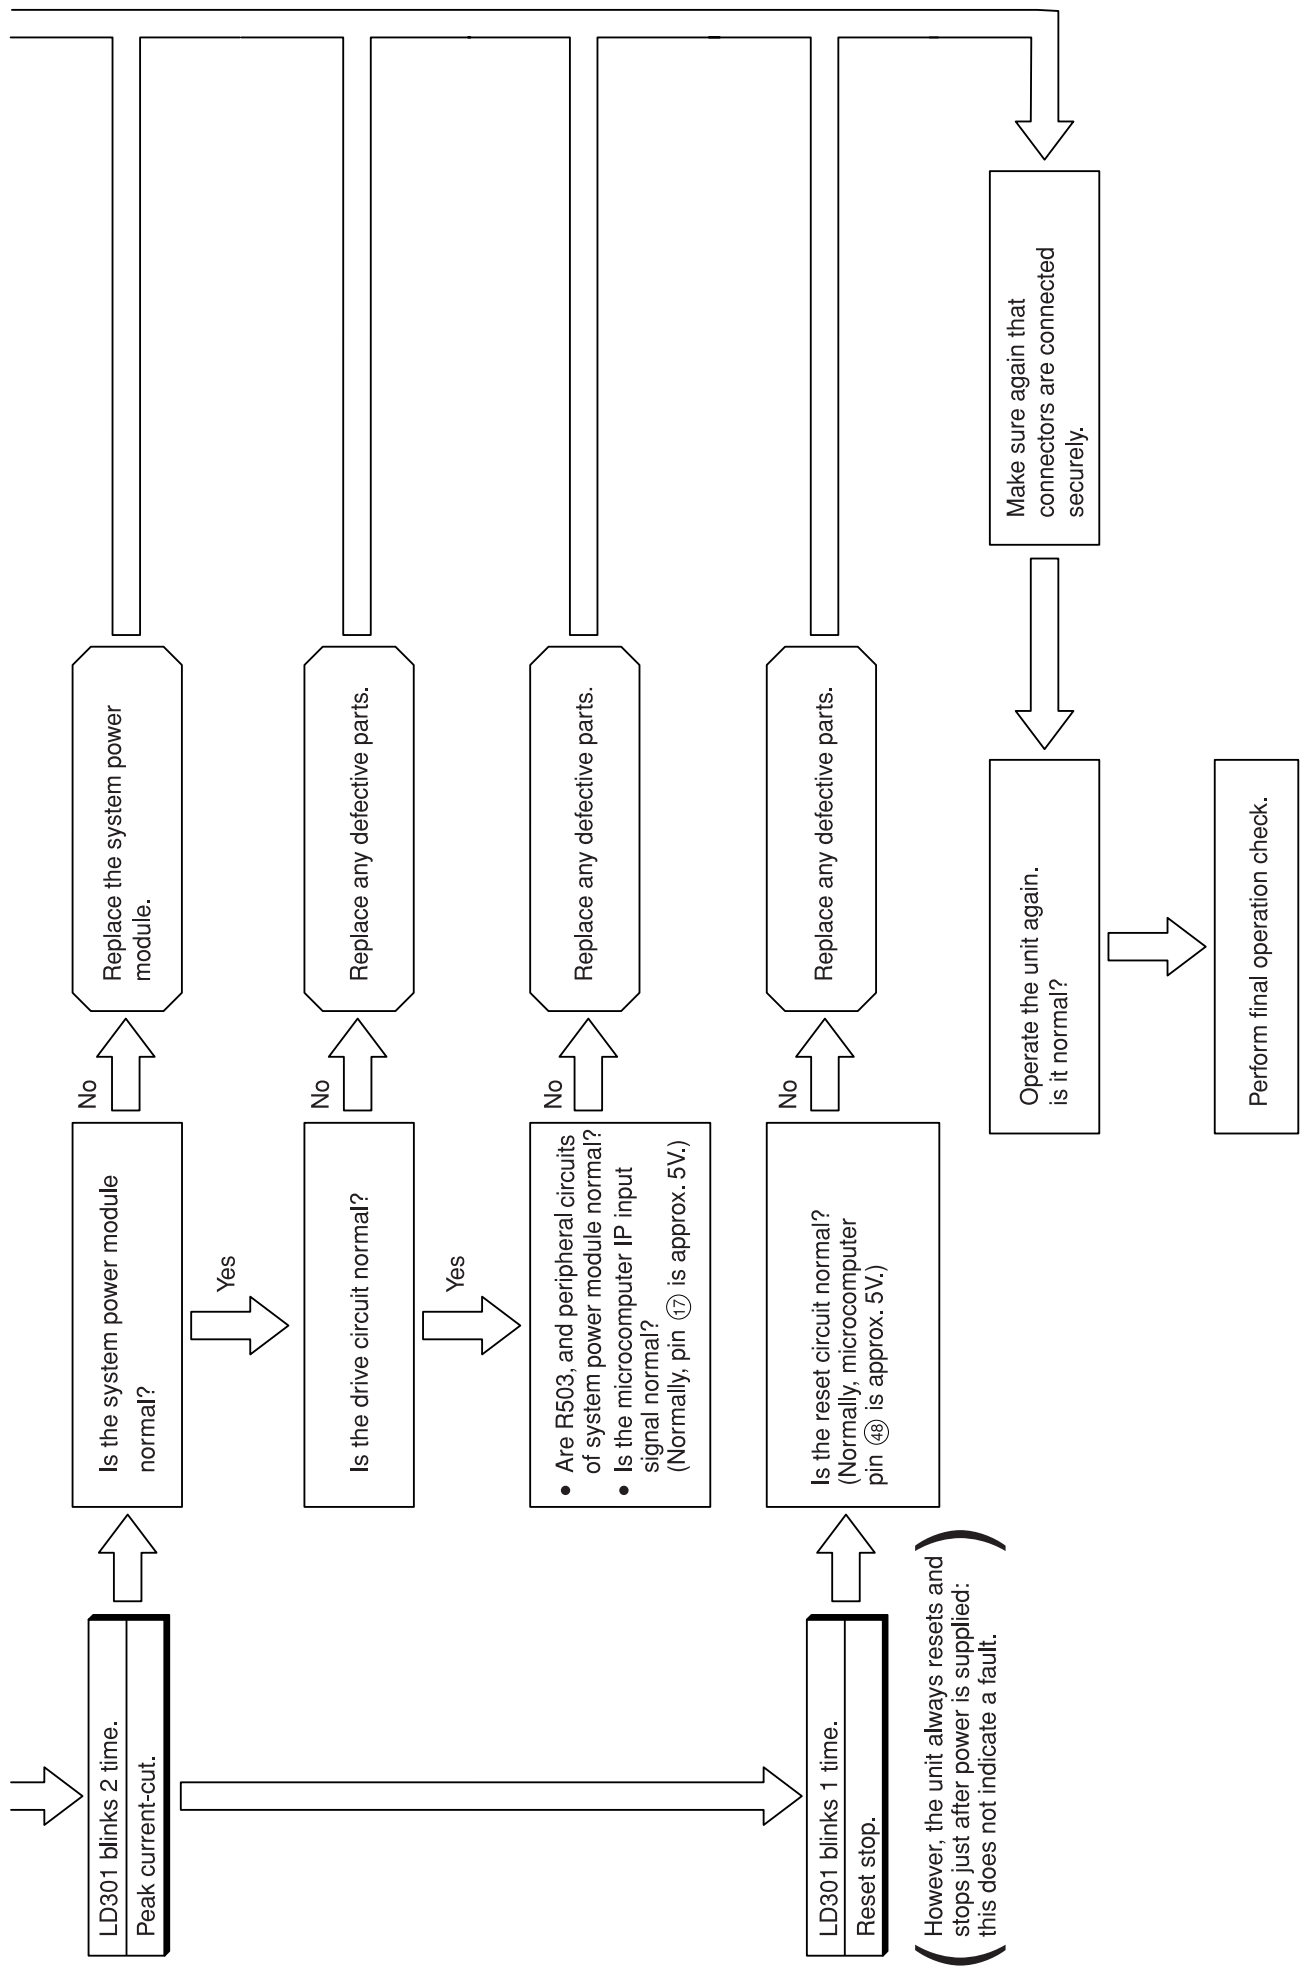 LD301 blinks 2 time.
Peak current-cut.
Is the system power module
normal?
No
Replace the system power
module.
Yes
Is the drive circuit normal?
No
Replace any defective parts.
Yes
• Are R503, and peripheral circuits
of system power module normal?
• Is the microcomputer IP input
signal normal?
(Normally, pin ⑰ is approx. 5V.)
No
Replace any defective parts.
LD301 blinks 1 time.
Reset stop.
(However, the unit always resets and
stops just after power is supplied:
this does not indicate a fault.)
Is the reset circuit normal?
(Normally, microcomputer
pin ㊽ is approx. 5V.)
No
Replace any defective parts.
Make sure again that
connectors are connected
securely.
Operate the unit again.
is it normal?
Perform final operation check.